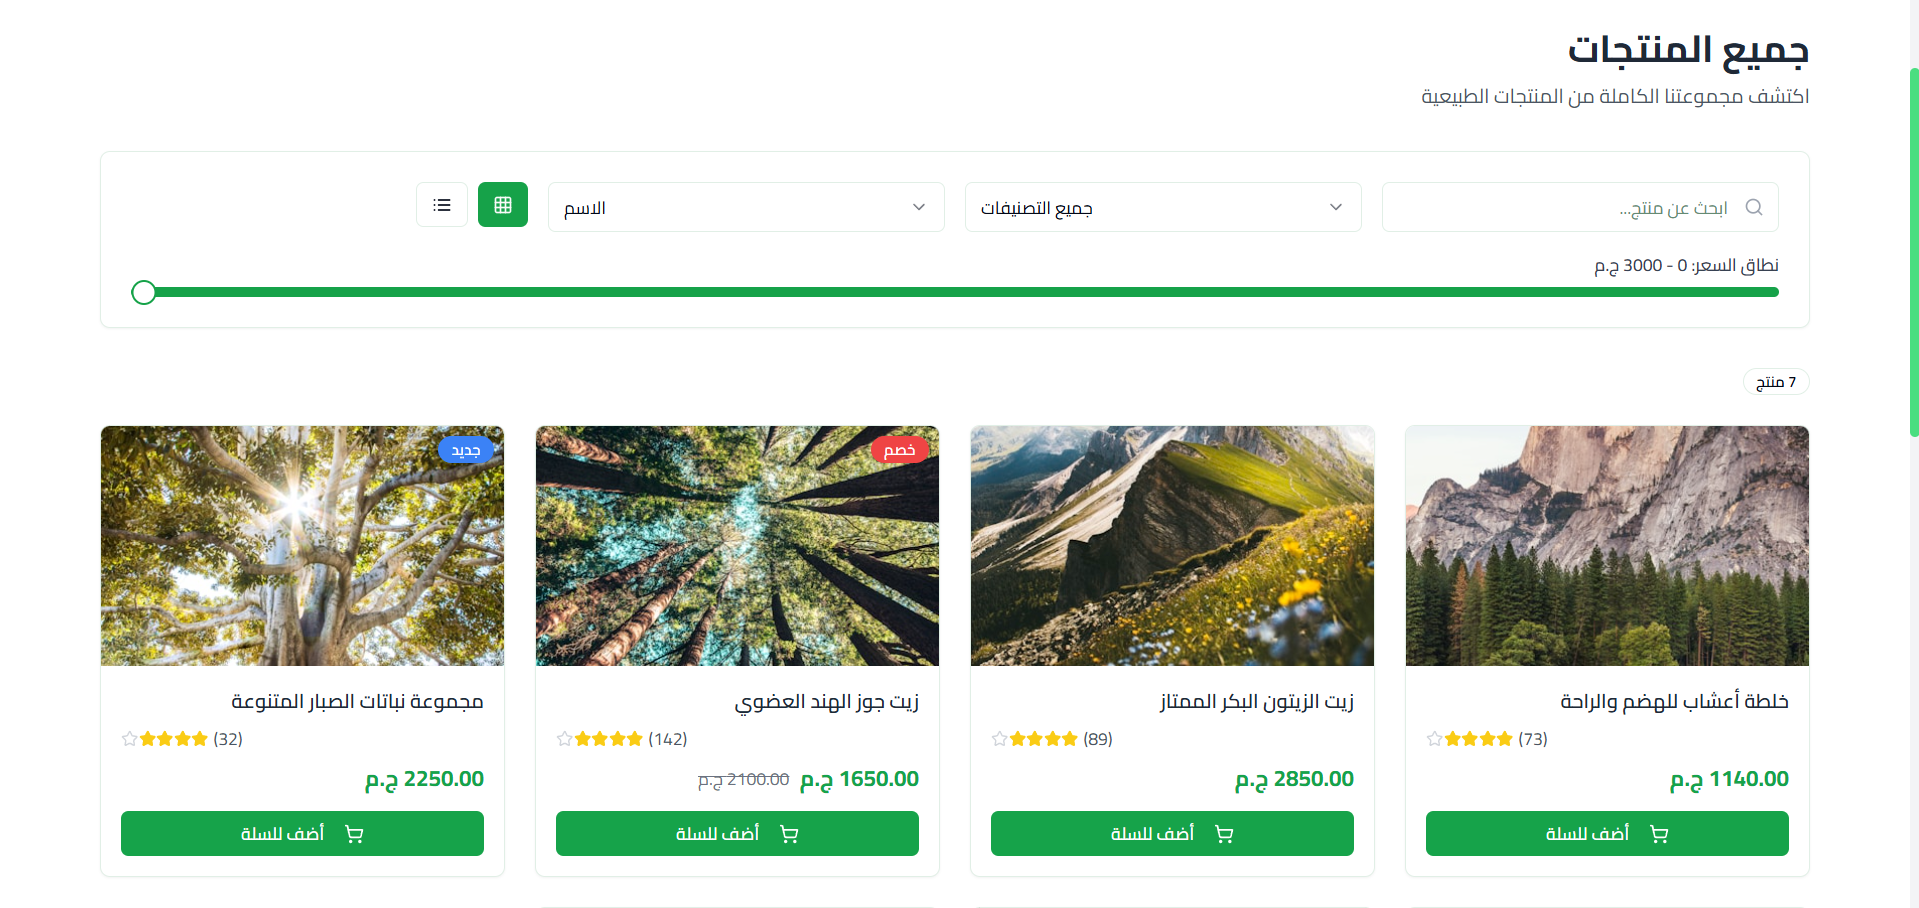 جميع المنتجات
اكتشف مجموعتنا الكاملة من المنتجات الطبيعية
ابحث عن منتج...
جميع التصنيفات
الاسم
نطاق السعر: 0 - 3000 ج.م
7 منتج
خلطة أعشاب للهضم والراحة
(73)
1140.00 ج.م
أضف للسلة
زيت الزيتون البكر الممتاز
(89)
2850.00 ج.م
أضف للسلة
خصم
زيت جوز الهند العضوي
(142)
1650.00 ج.م 2100.00 ج.م
أضف للسلة
جديد
مجموعة نباتات الصبار المتنوعة
(32)
2250.00 ج.م
أضف للسلة